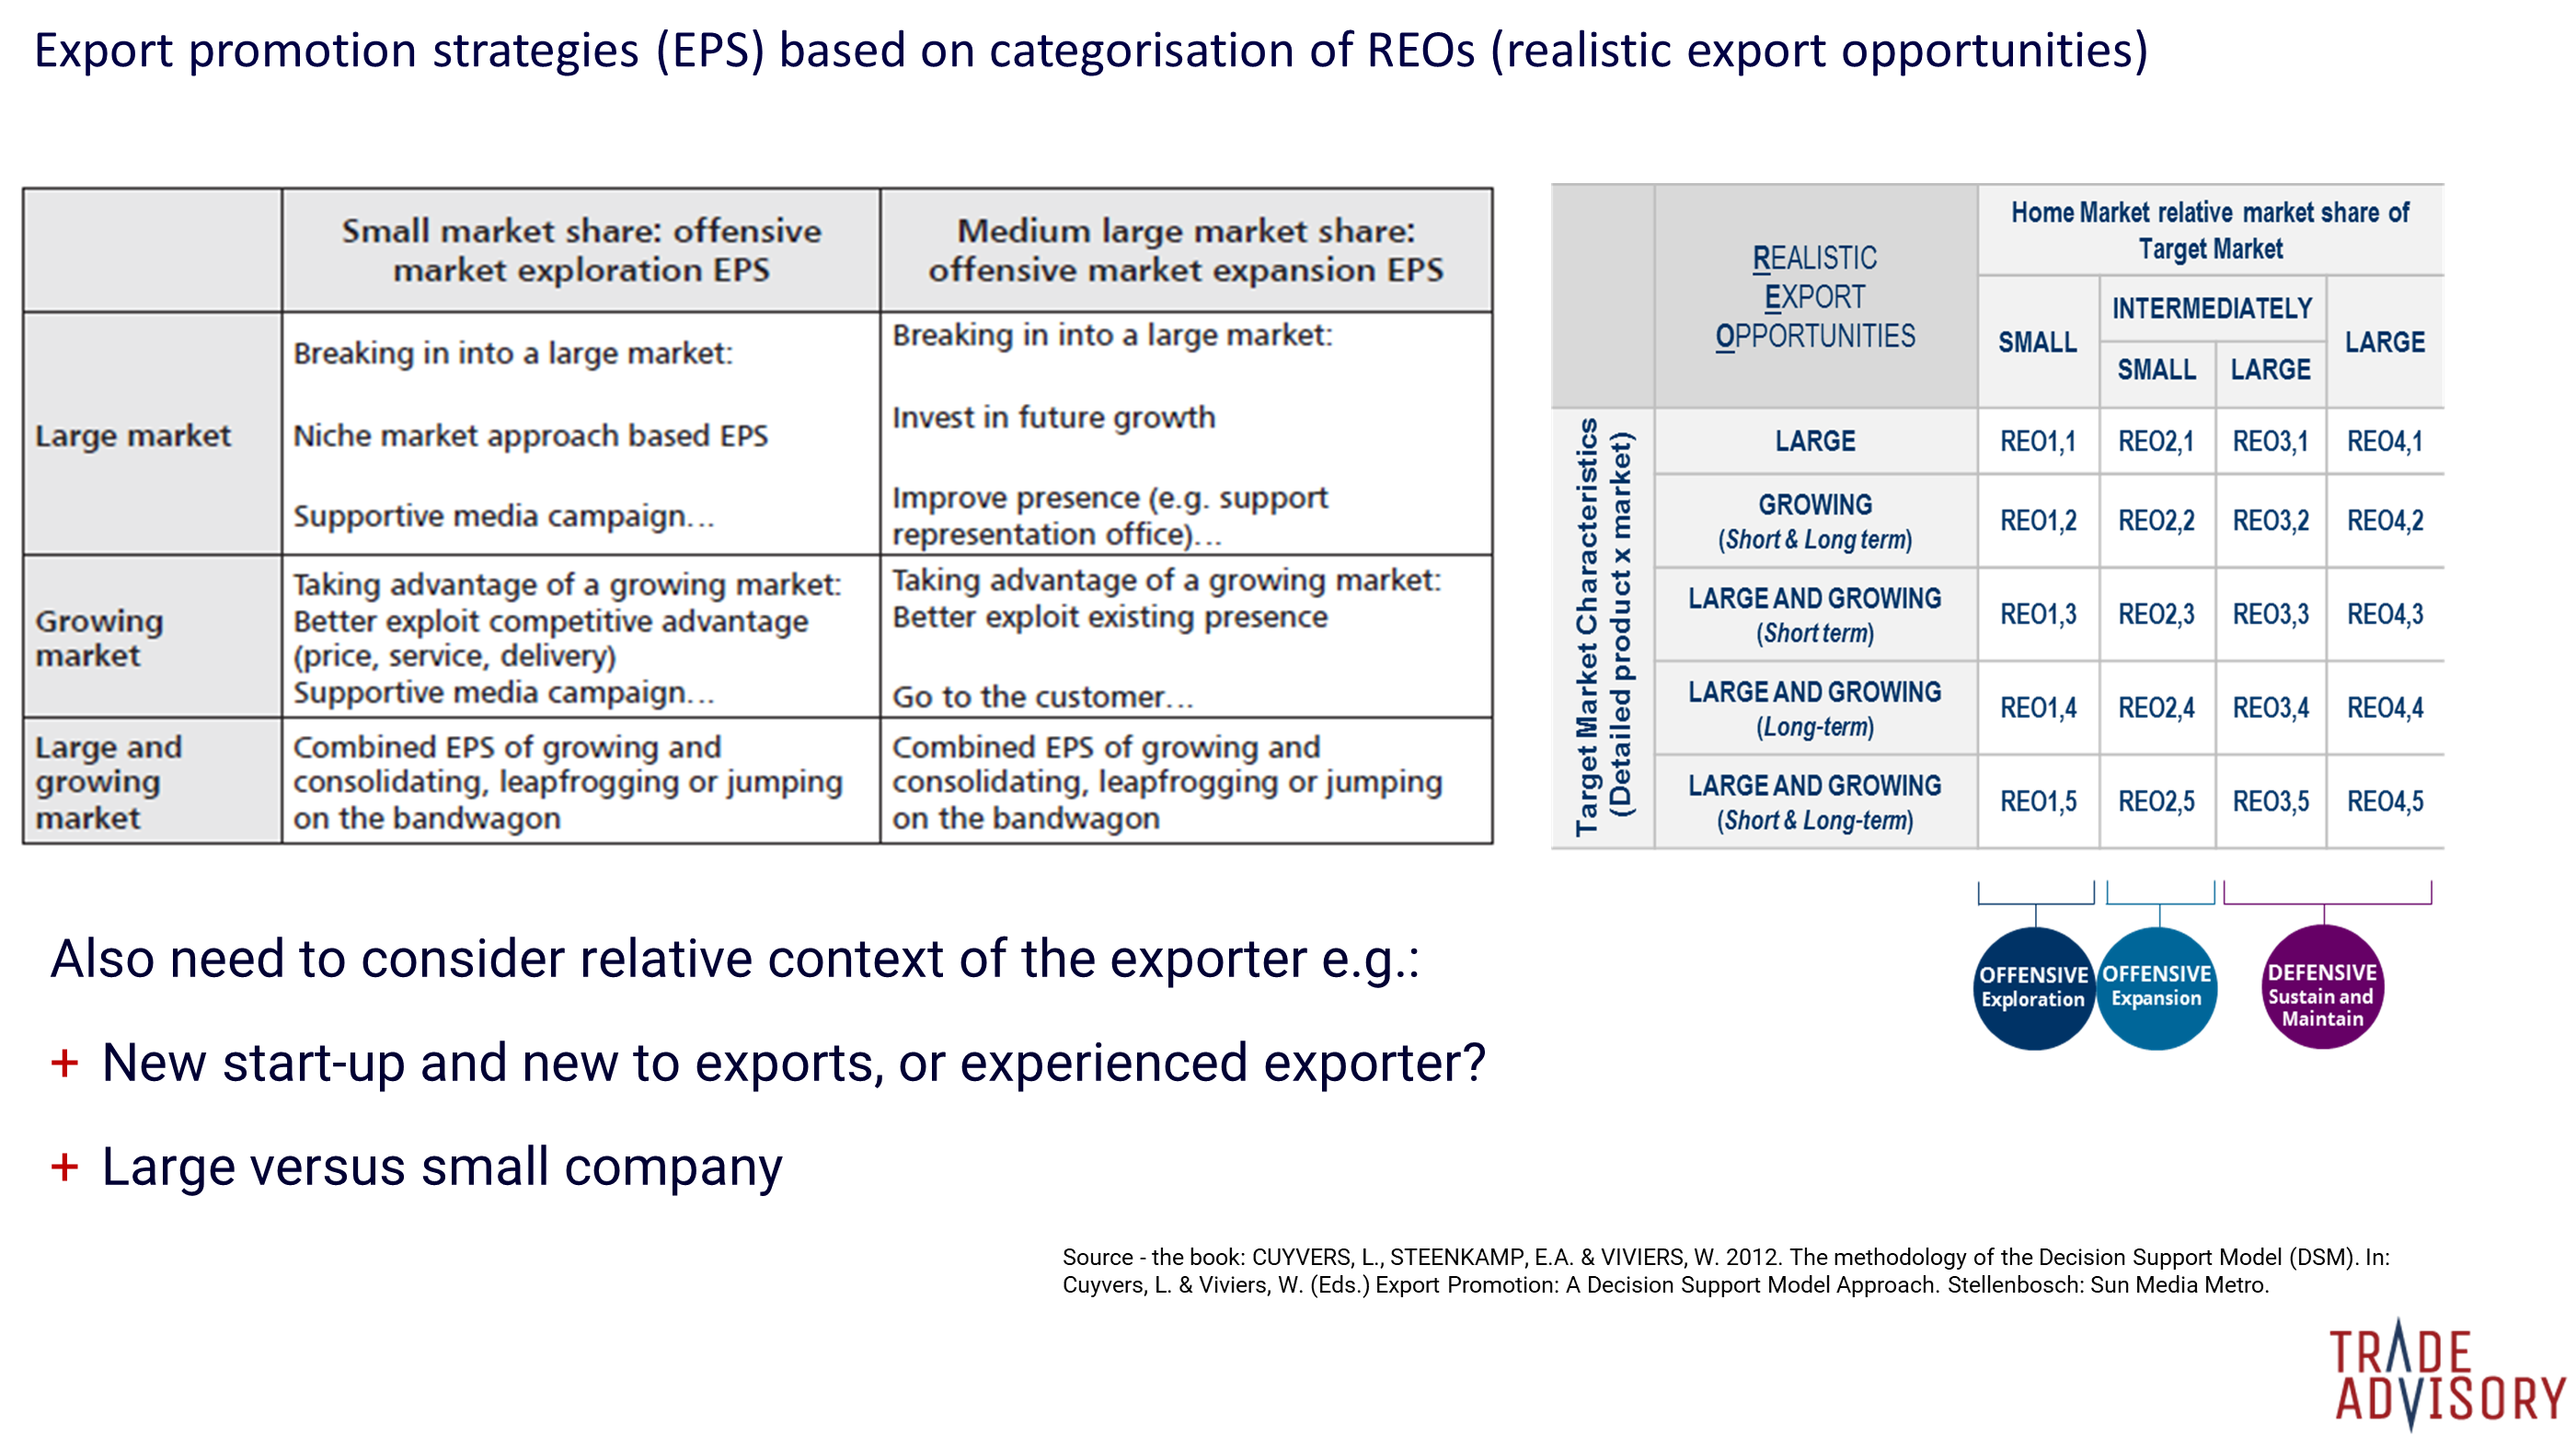 Export promotion strategies (EPS) based on categorisation of REOs (realistic export opportunities)
Small market share: offensive
market exploration EPS
Medium large market share:
offensive market expansion EPS
Large market
Breaking in into a large market:
Niche market approach based EPS
Supportive media campaign...
Breaking in into a large market:
Invest in future growth
Improve presence (e.g. support
representation office)...
Growing
market
Taking advantage of a growing market:
Better exploit competitive advantage
(price, service, delivery)
Supportive media campaign...
Taking advantage of a growing market:
Better exploit existing presence
Go to the customer...
Large and
growing
market
Combined EPS of growing and
consolidating, leapfrogging or jumping
on the bandwagon
Combined EPS of growing and
consolidating, leapfrogging or jumping
on the bandwagon
REALISTIC
EXPORT
OPPORTUNITIES
Home Market relative market share of
Target Market
SMALL
INTERMEDIATELY
SMALL
LARGE
LARGE
Target Market Characteristics
(Detailed product x market)
LARGE
REO1,1
REO2,1
REO3,1
REO4,1
GROWING
(Short & Long term)
REO1,2
REO2,2
REO3,2
REO4,2
LARGE AND GROWING
(Short term)
REO1,3
REO2,3
REO3,3
REO4,3
LARGE AND GROWING
(Long-term)
REO1,4
REO2,4
REO3,4
REO4,4
LARGE AND GROWING
(Short & Long-term)
REO1,5
REO2,5
REO3,5
REO4,5
OFFENSIVE
Exploration
OFFENSIVE
Expansion
DEFENSIVE
Sustain and
Maintain
Also need to consider relative context of the exporter e.g.:
+ New start-up and new to exports, or experienced exporter?
+ Large versus small company
Source - the book: CUYVERS, L., STEENKAMP, E.A. & VIVIERS, W. 2012. The methodology of the Decision Support Model (DSM). In:
Cuyvers, L. & Viviers, W. (Eds.) Export Promotion: A Decision Support Model Approach. Stellenbosch: Sun Media Metro.
TRADE
ADVISORY